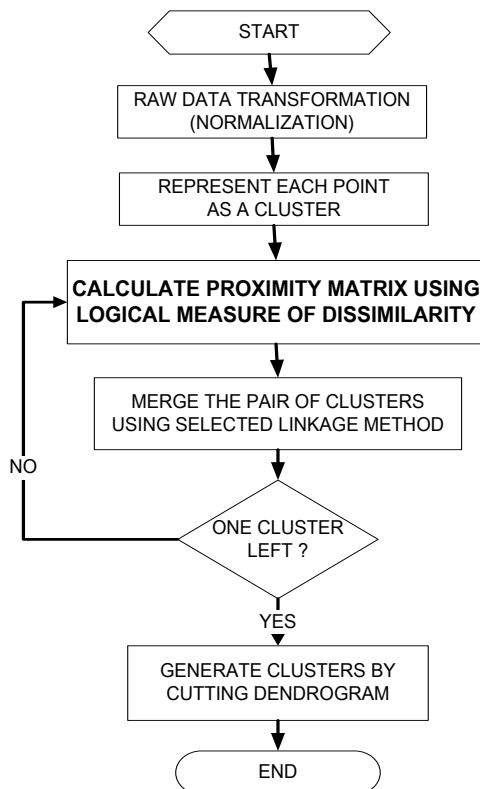 START
RAW DATA TRANSFORMATION
(NORMALIZATION)
REPRESENT EACH POINT
AS A CLUSTER
CALCULATE PROXIMITY MATRIX USING
LOGICAL MEASURE OF DISSIMILARITY
MERGE THE PAIR OF CLUSTERS
USING SELECTED LINKAGE METHOD
NO
ONE CLUSTER
LEFT ?
YES
GENERATE CLUSTERS BY
CUTTING DENDROGRAM
END